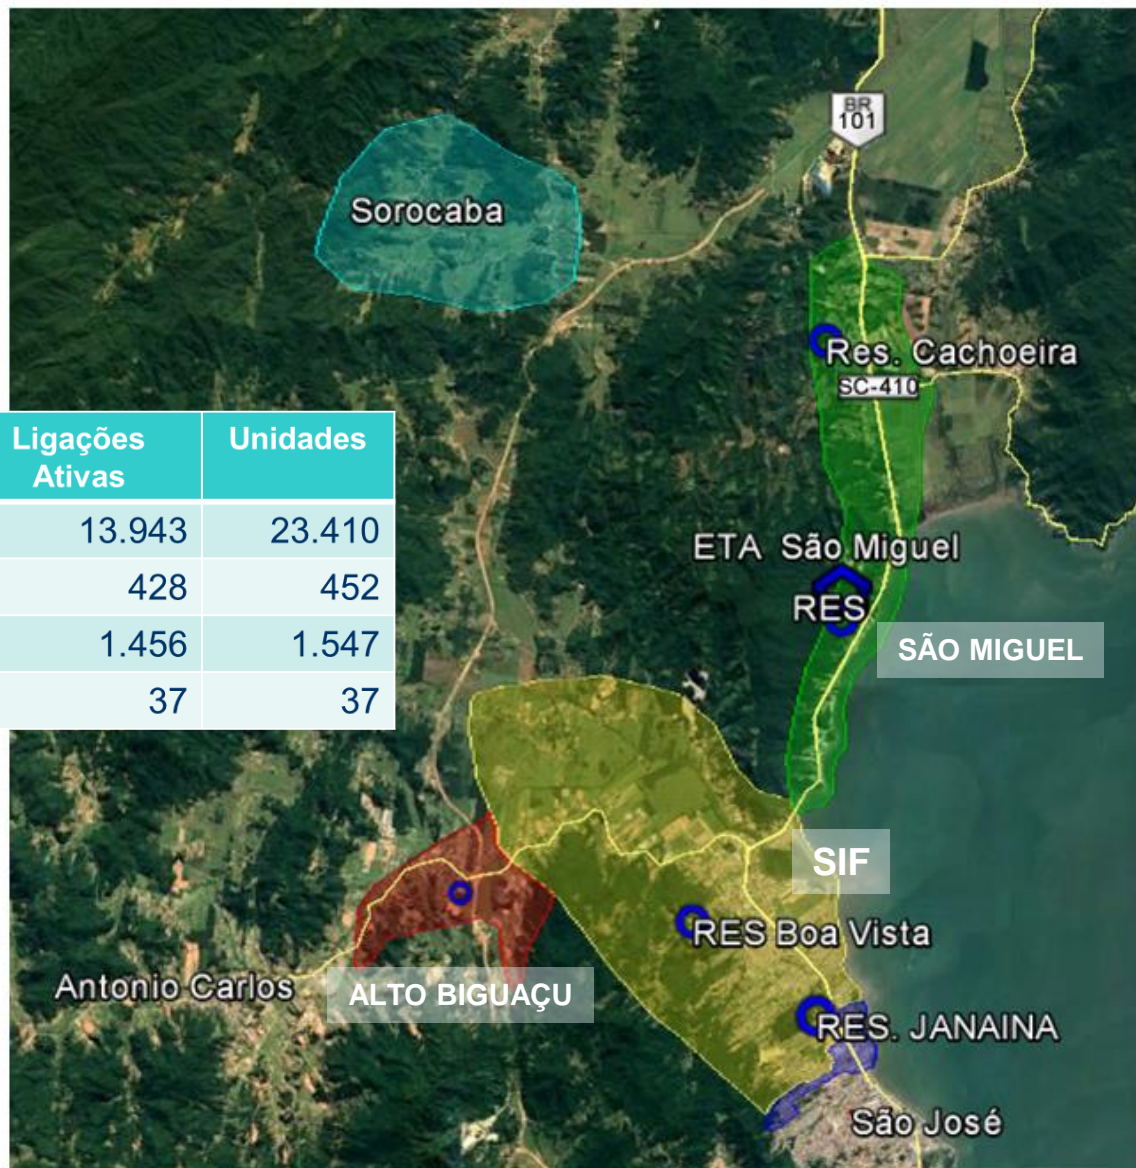 BR
101
Sorocaba
Res. Cachoeira
SC-410
Ligações Unidades
Ativas
13.943 23.410
428 452
1.456 1.547
37 37
ETA São Miguel
RES
SÃO MIGUEL
SIF
RES Boa Vista
Antonio Carlos
ALTO BIGUAÇU
RES. JANAINA
São José